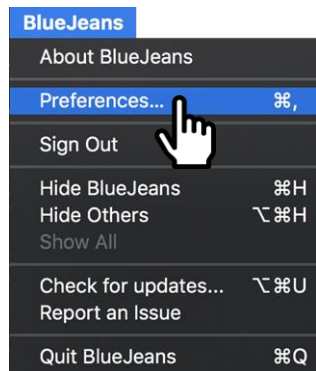 BlueJeans
About BlueJeans
Preferences... ⌘,
Sign Out
Hide BlueJeans ⌘H
Hide Others ⌥⌘H
Show All
Check for updates... ⌥⌘U
Report an Issue
Quit BlueJeans ⌘Q